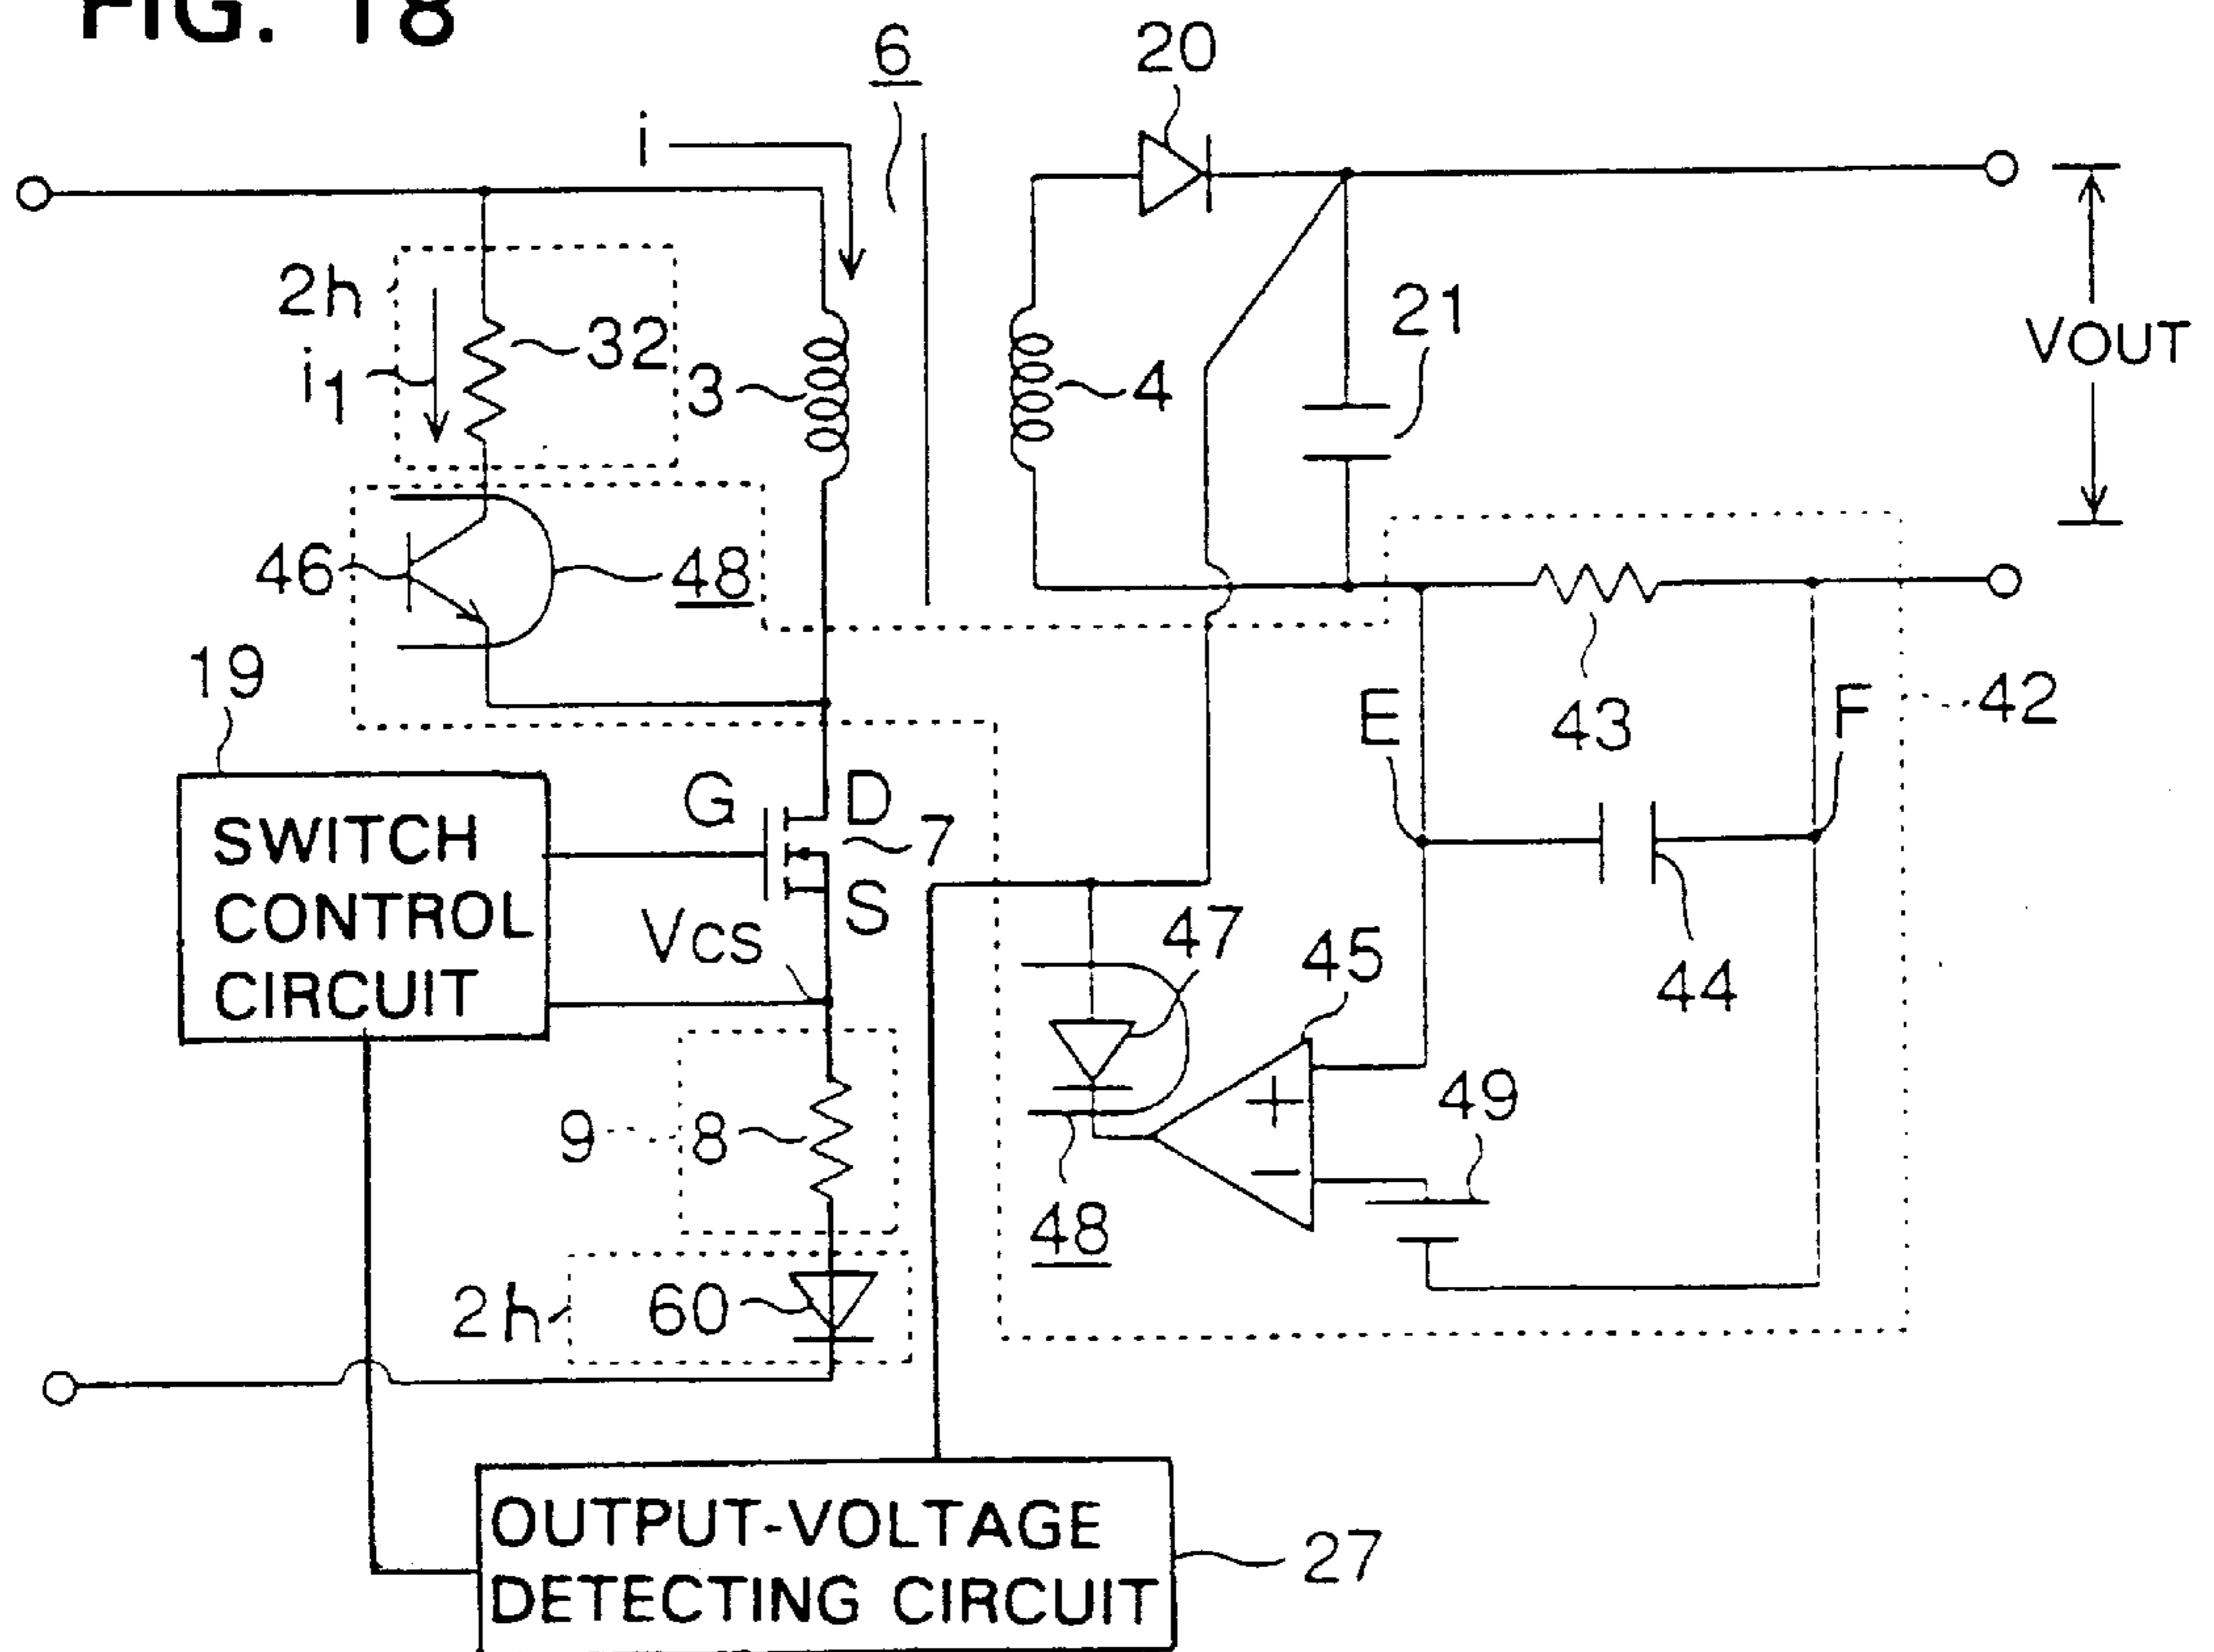 FIG. 18
6
20
i
2h
32
i1
3
4
21
VOUT
46
48
19
E
43
F
42
G
D
7
S
SWITCH
CONTROL
CIRCUIT
VCS
47
45
44
+
49
9
8
−
48
2h
60
OUTPUT-VOLTAGE
DETECTING CIRCUIT
27